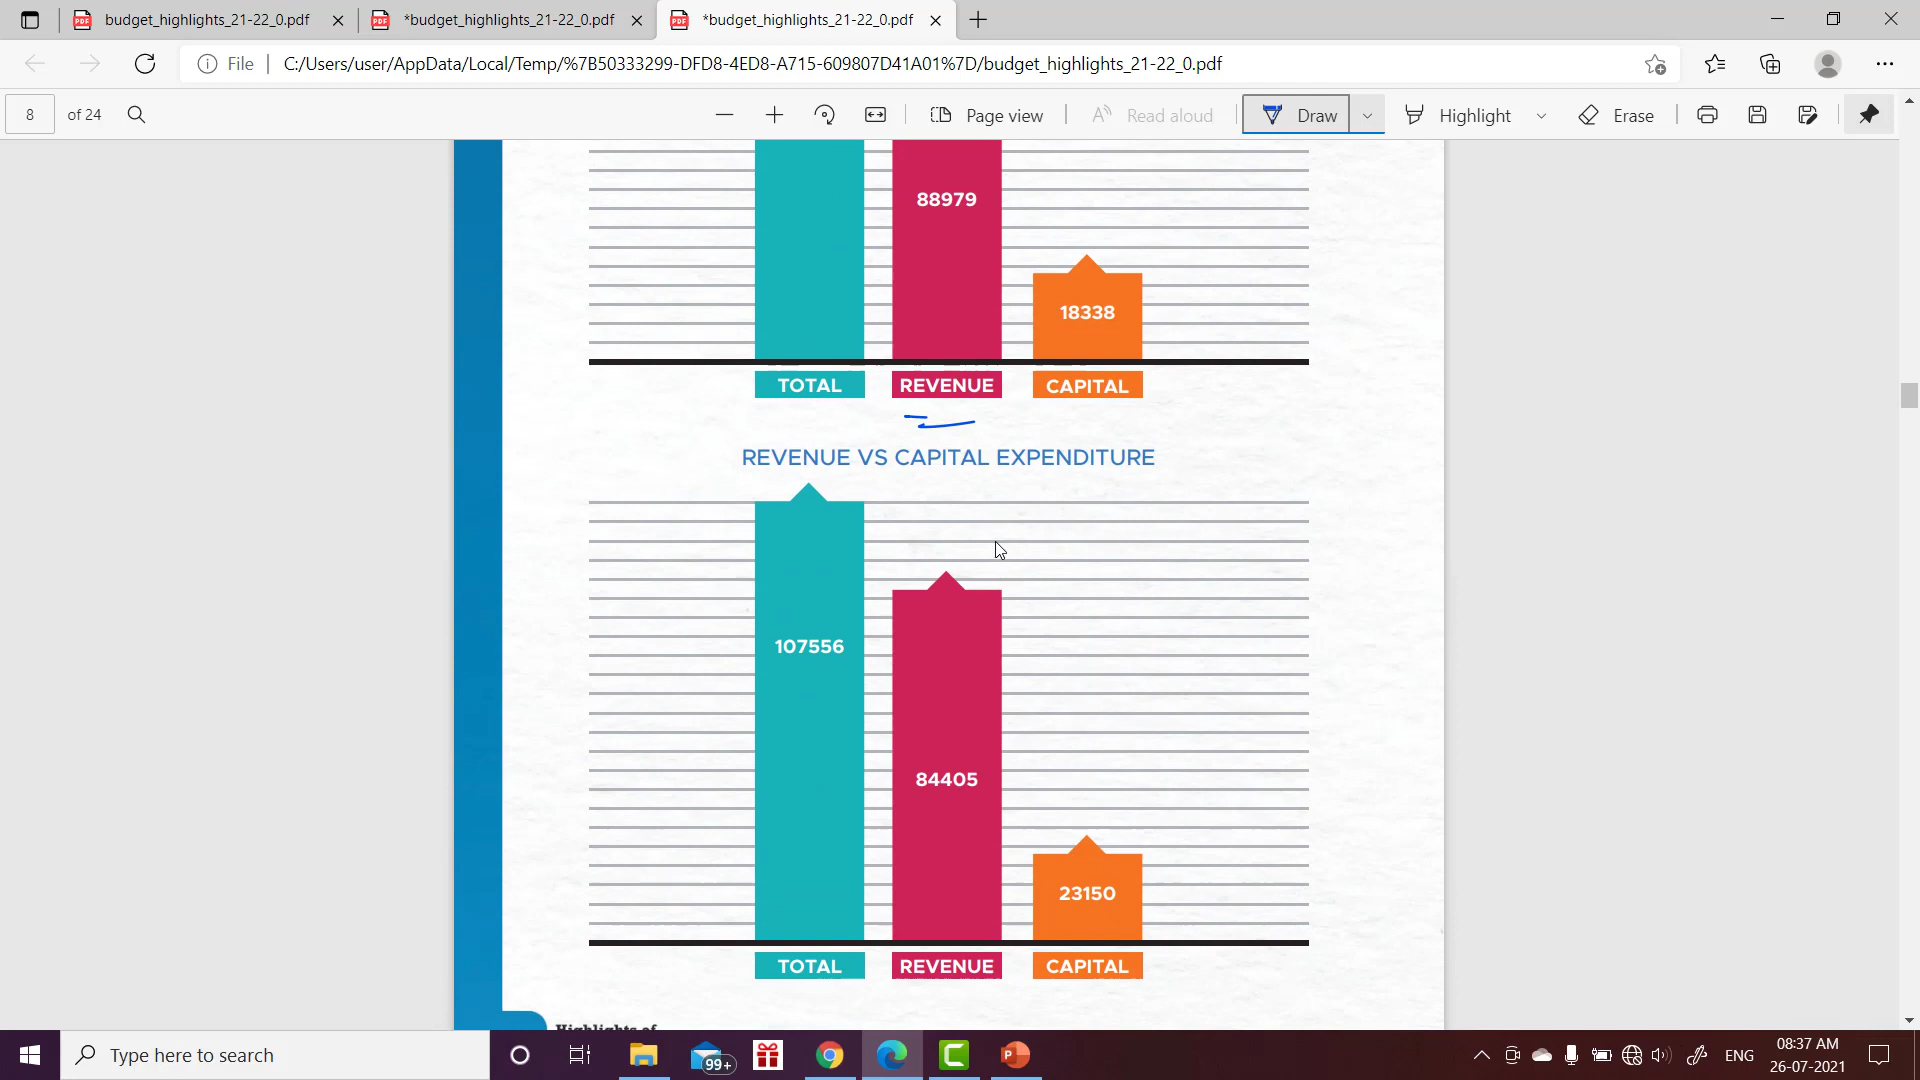 budget_highlights_21-22_0.pdf
*budget_highlights_21-22_0.pdf
*budget_highlights_21-22_0.pdf
File
C:/Users/user/AppData/Local/Temp/%7B50333299-DFD8-4ED8-A715-609807D41A01%7D/budget_highlights_21-22_0.pdf
8 of 24
Page view
Read aloud
Draw
Highlight
Erase
88979
18338
TOTAL REVENUE CAPITAL
REVENUE VS CAPITAL EXPENDITURE
107556
84405
23150
TOTAL REVENUE CAPITAL
Highlights of
Type here to search
99+
ENG
08:37 AM
26-07-2021